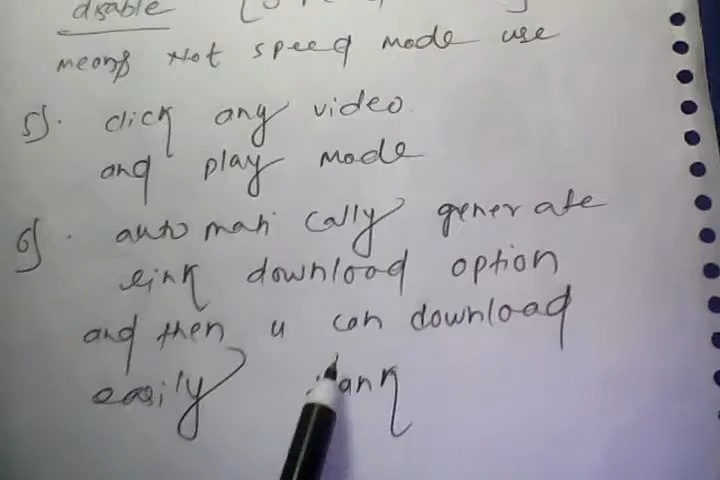 disable
means Not speed mode use
5). click any video
and play mode
6). automatically generate
link download option
and then u can download
easily